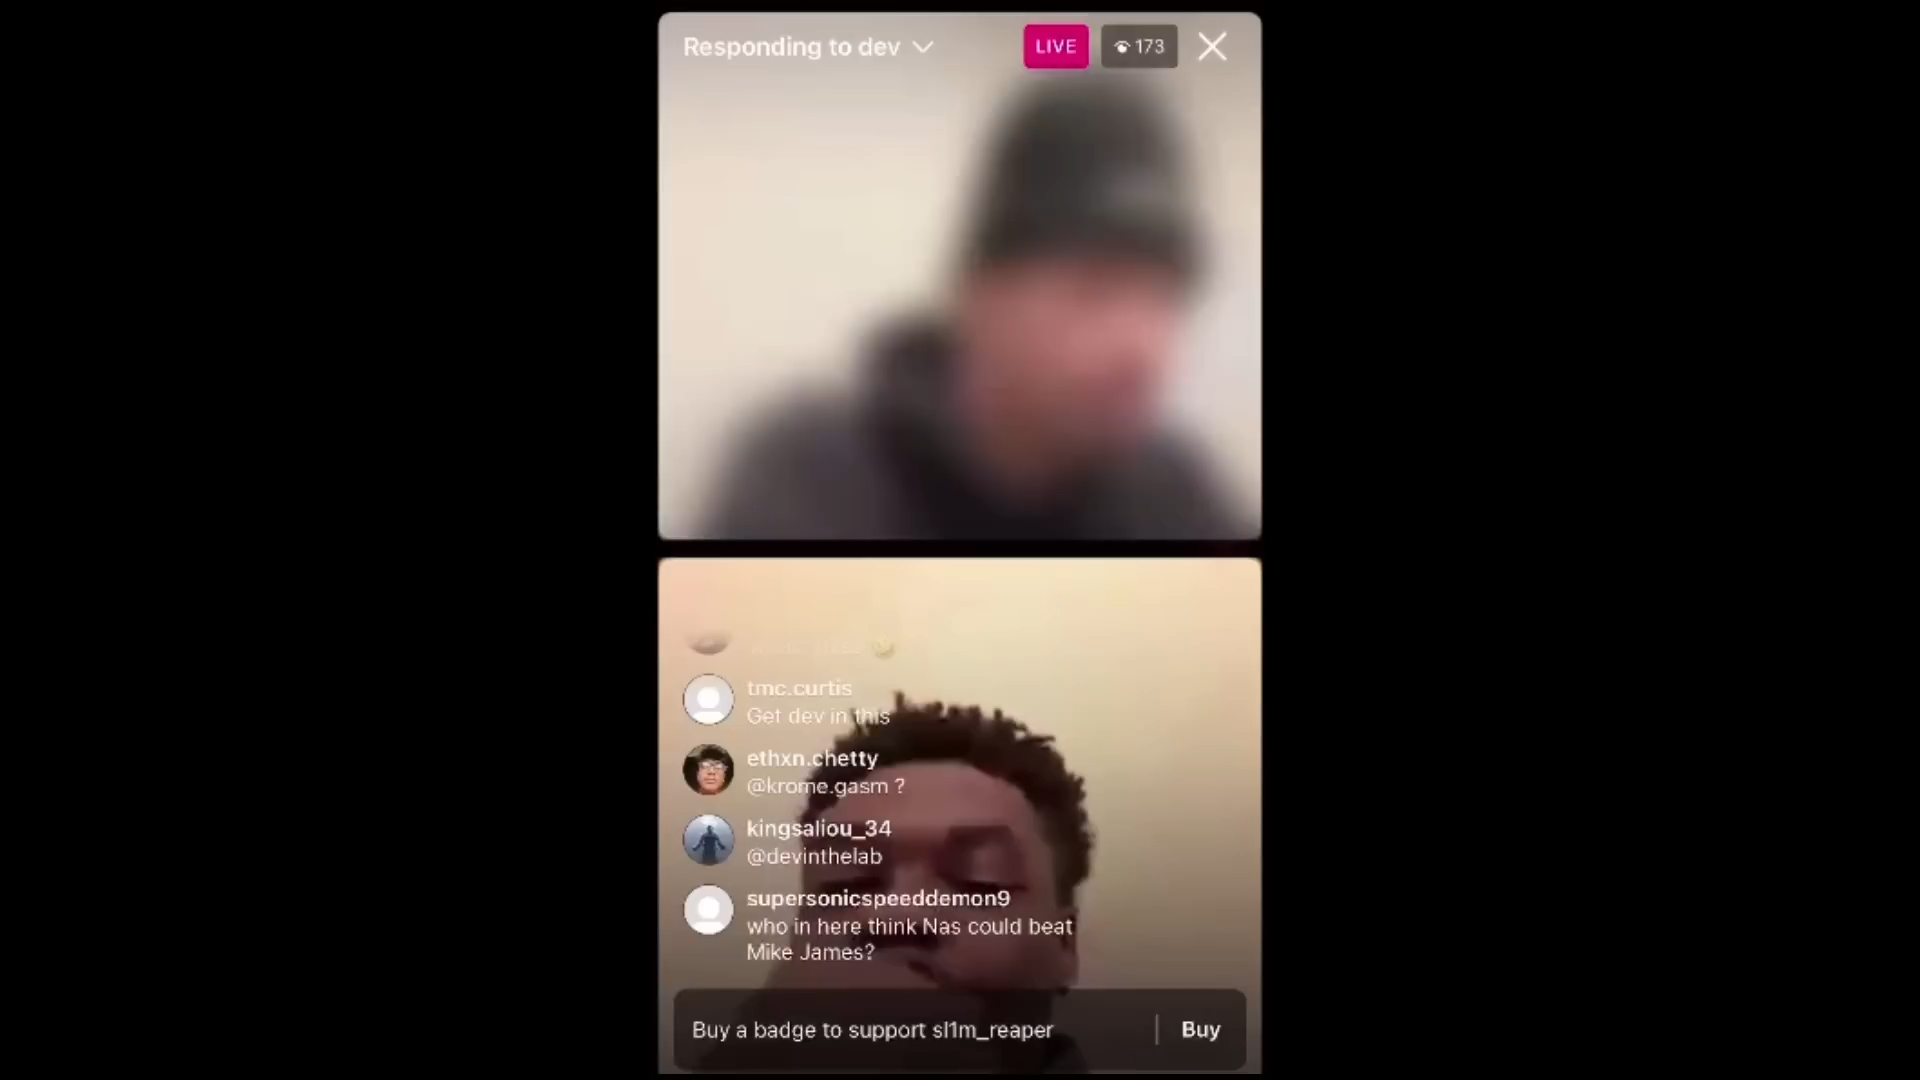 Responding to dev
LIVE
173
tmc.curtis
Get dev in this
ethxn.chetty
@krome.gasm ?
kingsaliou_34
@devinthelab
supersonicspeeddemon9
who in here think Nas could beat
Mike James?
Buy a badge to support sl1m_reaper
Buy